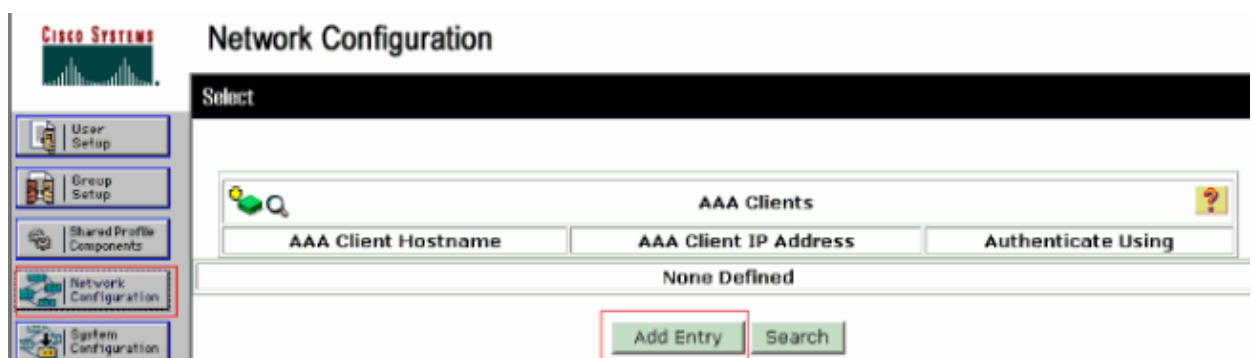 CISCO SYSTEMS
Network Configuration
Select
User
Setup
Group
Setup
Shared Profile
Components
Network
Configuration
System
Configuration
AAA Clients
?
AAA Client Hostname
AAA Client IP Address
Authenticate Using
None Defined
Add Entry
Search